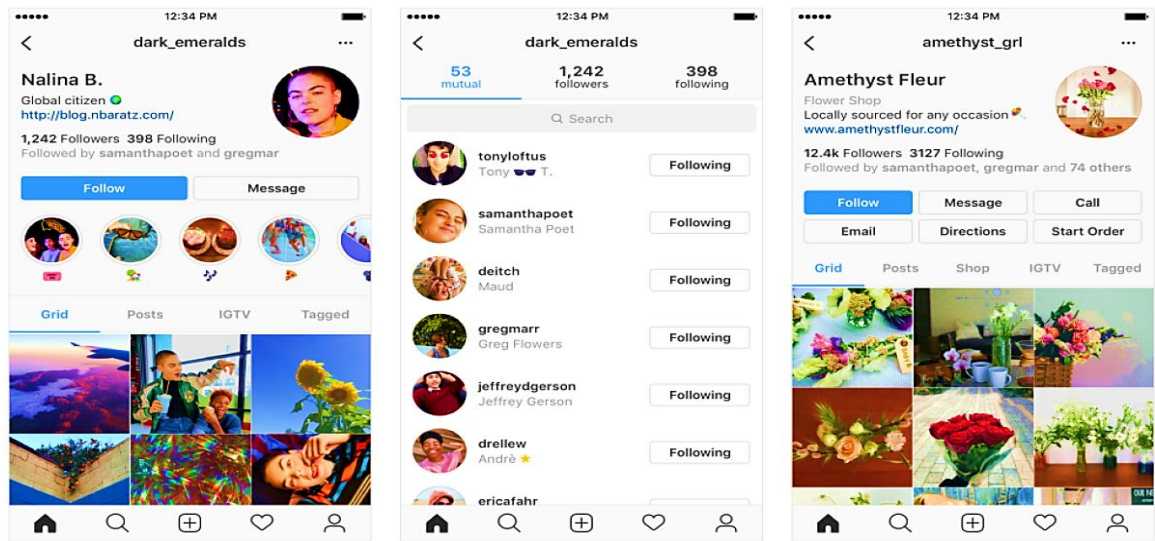 12:34 PM
dark_emeralds
Nalina B.
Global citizen
http://blog.nbaratz.com/
1,242 Followers 398 Following
Followed by samanthapoet and gregmar
Follow
Message
Grid
Posts
IGTV
Tagged
12:34 PM
dark_emeralds
53
mutual
1,242
followers
398
following
Search
tonyloftus
Tony 🕶🕶 T.
Following
samanthapoet
Samantha Poet
Following
deitch
Maud
Following
gregmarr
Greg Flowers
Following
jeffreydgerson
Jeffrey Gerson
Following
drellew
Andrè ⭐
Following
ericafahr
12:34 PM
amethyst_grl
Amethyst Fleur
Flower Shop
Locally sourced for any occasion
www.amethystfleur.com/
12.4k Followers 3127 Following
Followed by samanthapoet, gregmar and 74 others
Follow
Message
Call
Email
Directions
Start Order
Grid
Posts
Shop
IGTV
Tagged